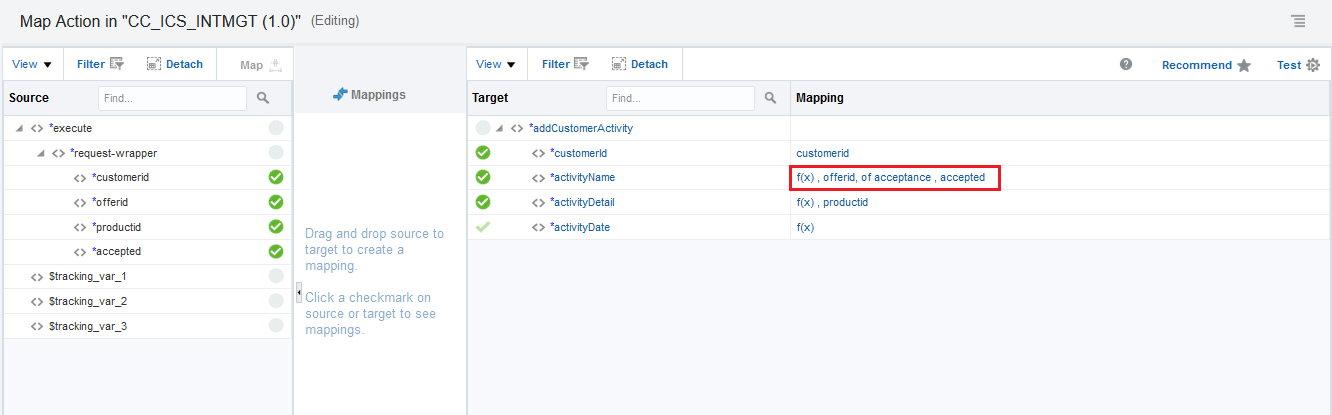 Map Action in "CC_ICS_INTMGT (1.0)" (Editing)
View Filter Detach Map
Source Find...
*execute
*request-wrapper
*customerid
*offerid
*productid
*accepted
$tracking_var_1
$tracking_var_2
$tracking_var_3
Mappings
Drag and drop source to
target to create a
mapping.
Click a checkmark on
source or target to see
mappings.
View Filter Detach ? Recommend Test
Target Find... Mapping
*addCustomerActivity
*customerId customerid
*activityName f(x) , offerid, of acceptance , accepted
*activityDetail f(x) , productid
*activityDate f(x)